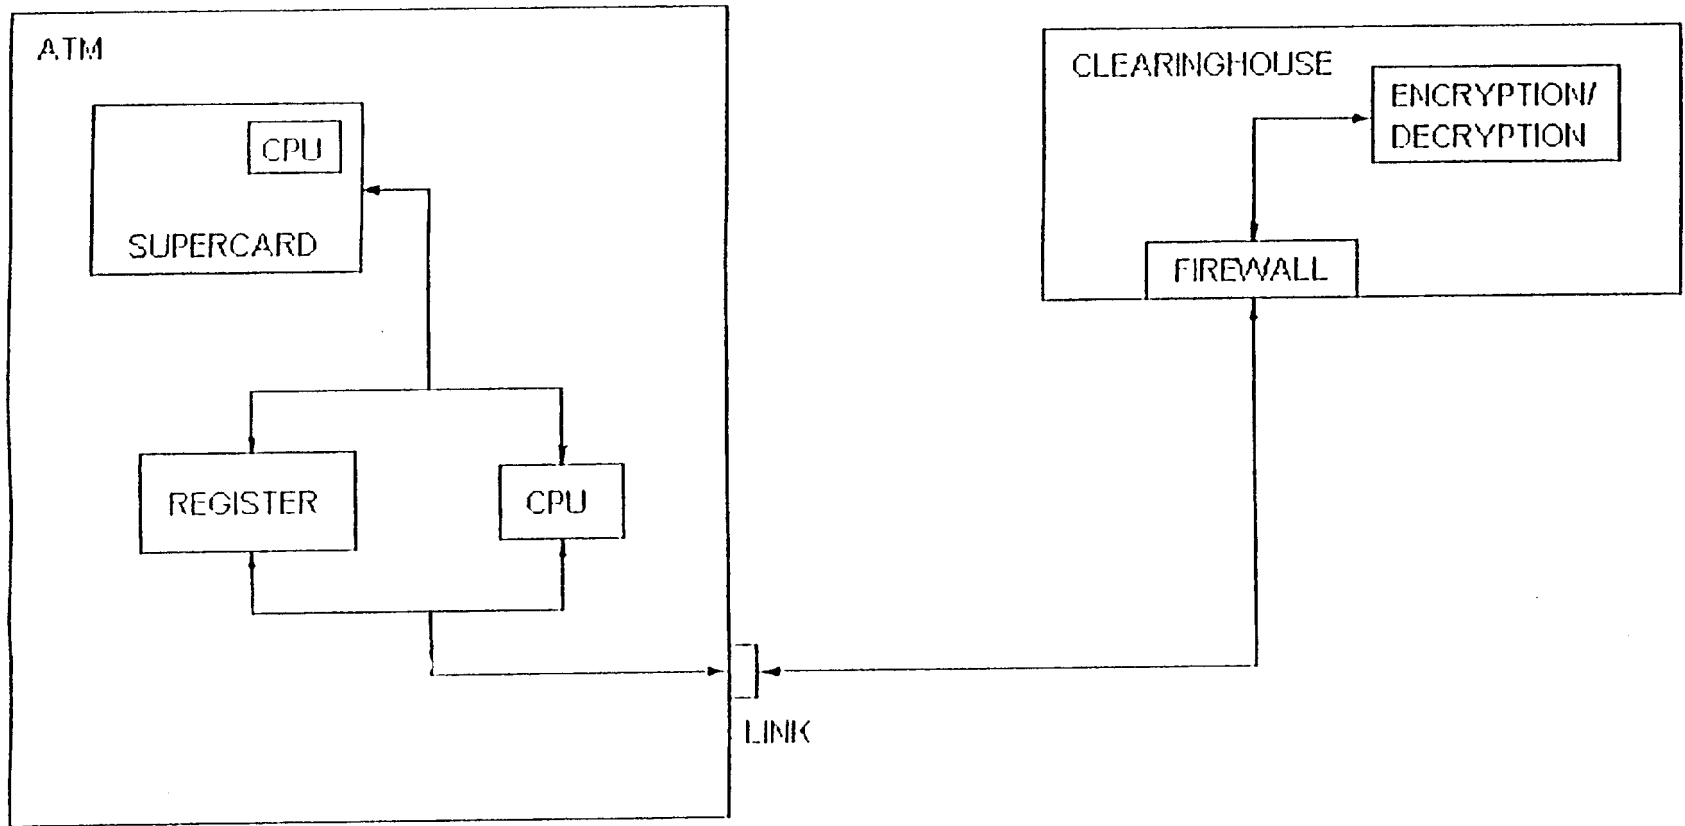 ATM
CPU
SUPERCARD
REGISTER
CPU
LINK
CLEARINGHOUSE
ENCRYPTION/
DECRYPTION
FIREWALL